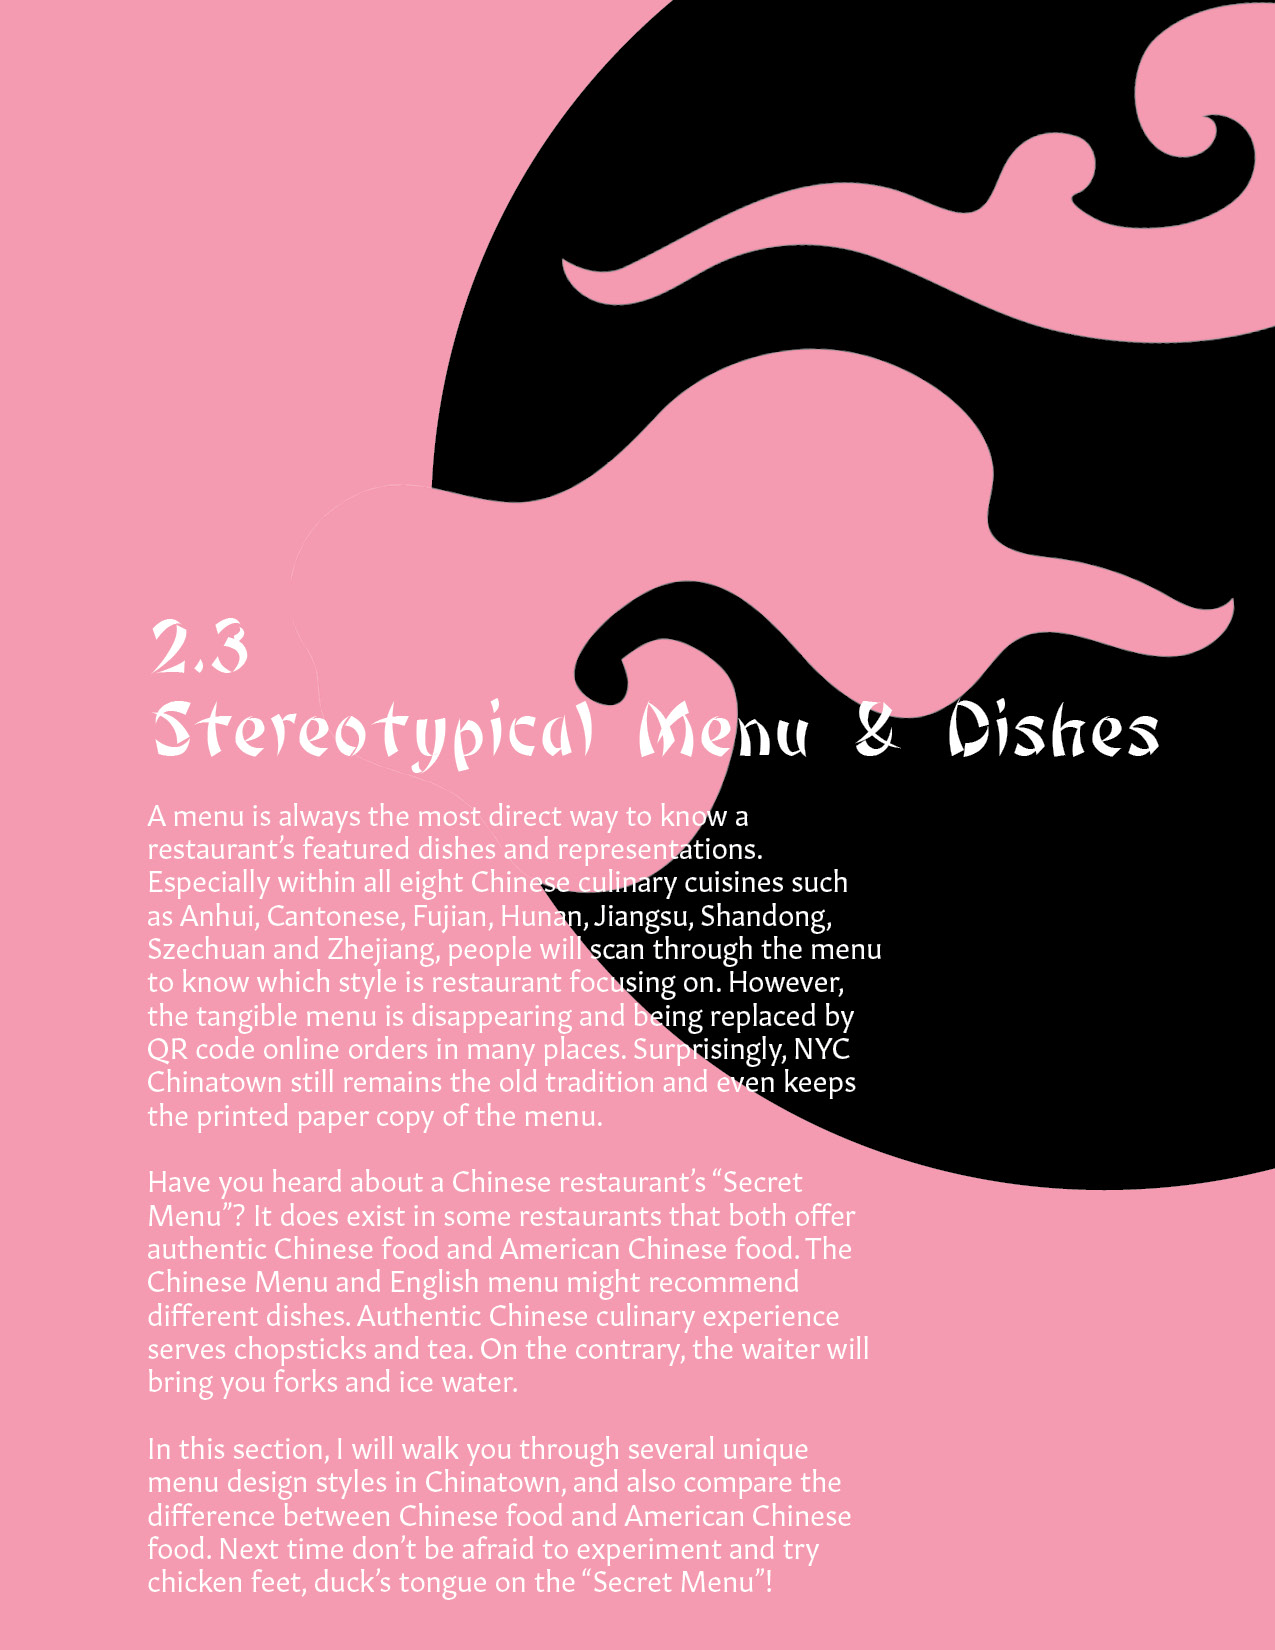 2.3
Stereotypical Menu & Dishes
A menu is always the most direct way to know a
restaurant’s featured dishes and representations.
Especially within all eight Chinese culinary cuisines such
as Anhui, Cantonese, Fujian, Hunan, Jiangsu, Shandong,
Szechuan and Zhejiang, people will scan through the menu
to know which style is restaurant focusing on. However,
the tangible menu is disappearing and being replaced by
QR code online orders in many places. Surprisingly, NYC
Chinatown still remains the old tradition and even keeps
the printed paper copy of the menu.
Have you heard about a Chinese restaurant’s “Secret
Menu”? It does exist in some restaurants that both offer
authentic Chinese food and American Chinese food. The
Chinese Menu and English menu might recommend
different dishes. Authentic Chinese culinary experience
serves chopsticks and tea. On the contrary, the waiter will
bring you forks and ice water.
In this section, I will walk you through several unique
menu design styles in Chinatown, and also compare the
difference between Chinese food and American Chinese
food. Next time don’t be afraid to experiment and try
chicken feet, duck’s tongue on the “Secret Menu”!